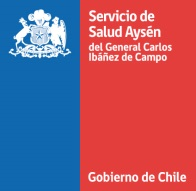 Servicio de
Salud Aysén
del General Carlos
Ibáñez de Campo
Gobierno de Chile